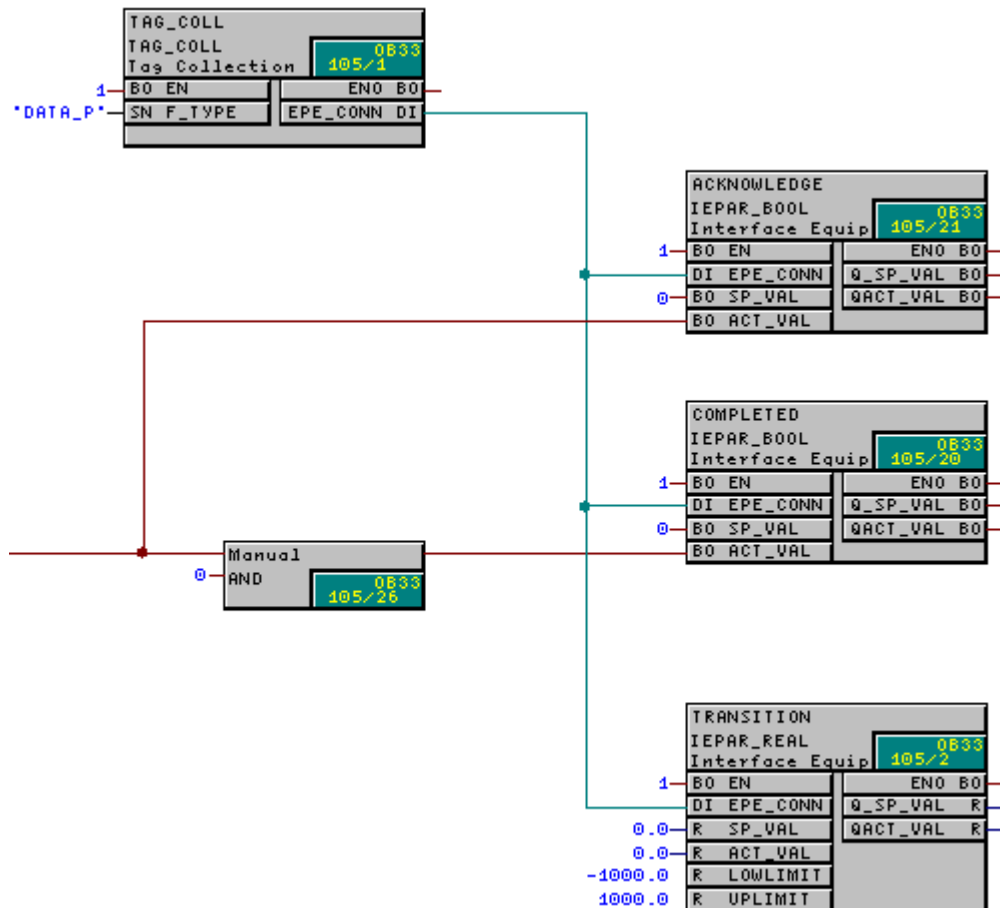 TAG_COLL
TAG_COLL OB33
Tag Collection 105/1
1 BO EN ENO BO
"DATA_P" SN F_TYPE EPE_CONN DI
ACKNOWLEDGE
IEPAR_BOOL OB33
Interface Equip 105/21
1 BO EN ENO BO
DI EPE_CONN Q_SP_VAL BO
0 BO SP_VAL QACT_VAL BO
BO ACT_VAL
COMPLETED
IEPAR_BOOL OB33
Interface Equip 105/20
1 BO EN ENO BO
DI EPE_CONN Q_SP_VAL BO
0 BO SP_VAL QACT_VAL BO
BO ACT_VAL
Manual
0 AND OB33
105/26
TRANSITION
IEPAR_REAL OB33
Interface Equip 105/2
1 BO EN ENO BO
DI EPE_CONN Q_SP_VAL R
0.0 R SP_VAL QACT_VAL R
0.0 R ACT_VAL
-1000.0 R LOWLIMIT
1000.0 R UPLIMIT